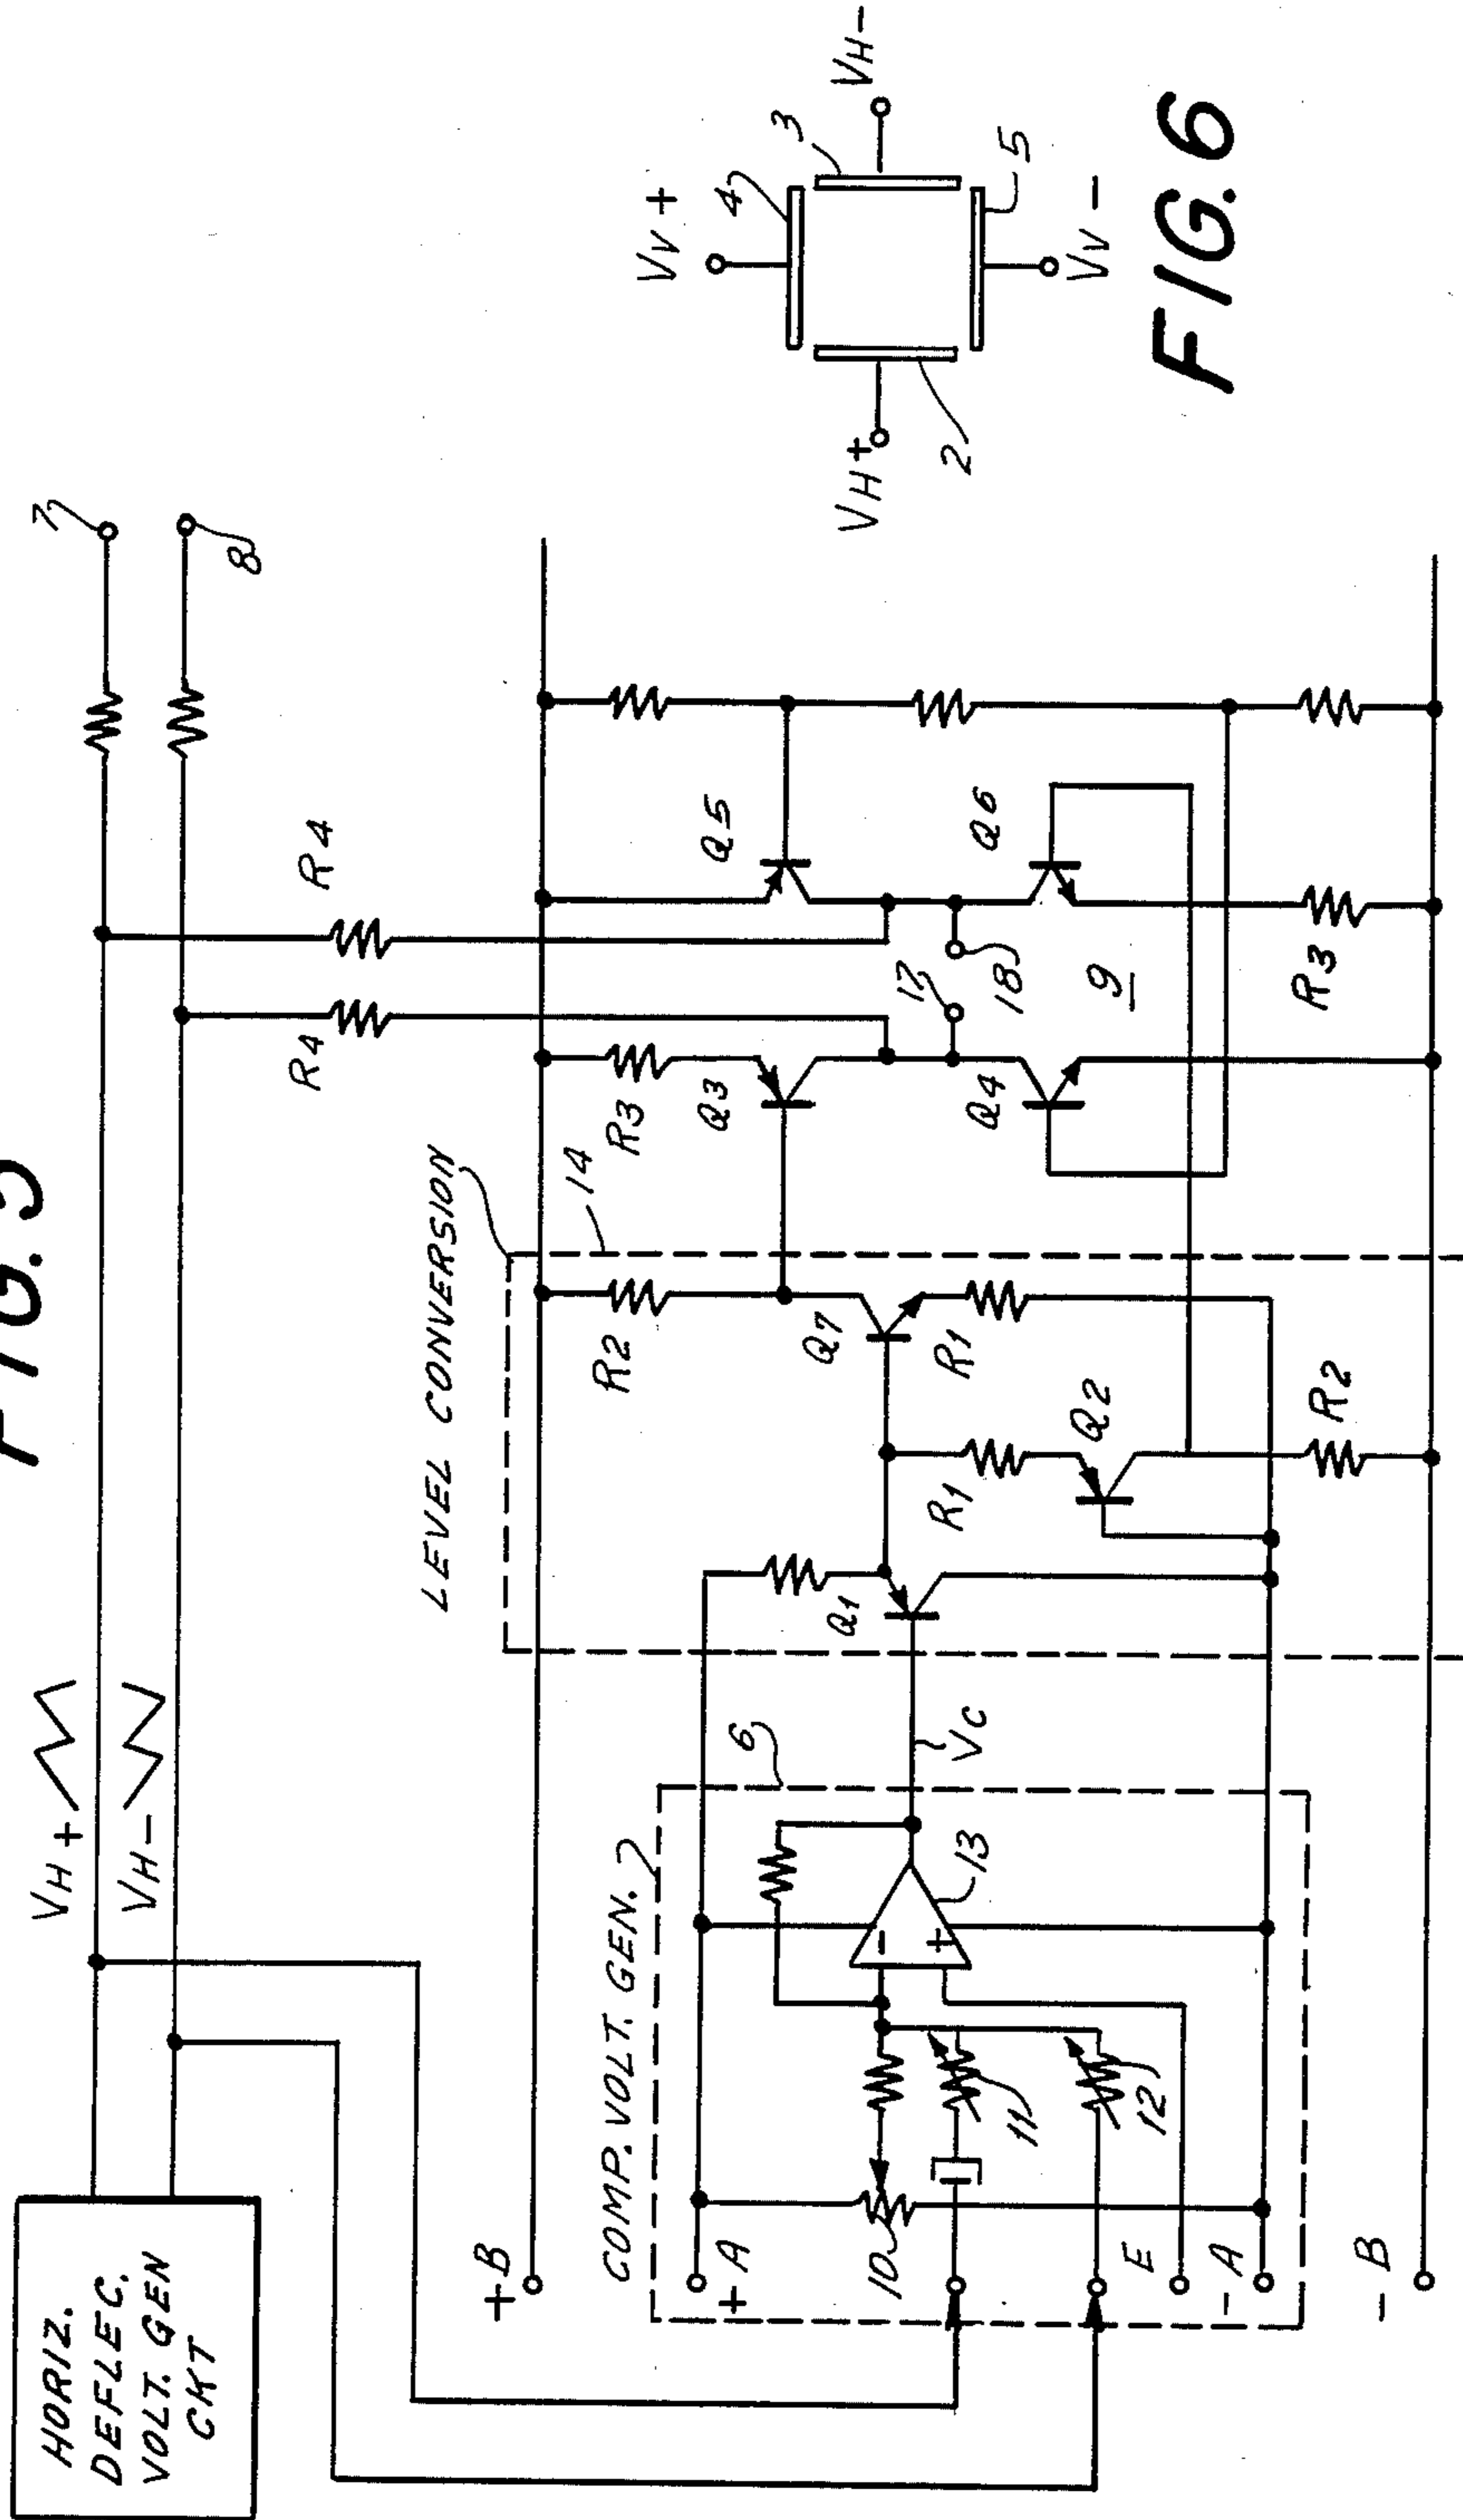 FIG. 5
HORIZ.
DEFLEC.
VOLT. GEN
CKT
VH +
VH -
7
8
R4
R4
LEVEL CONVERSION
14
+B
COMP. VOLT. GEN.
6
+A
10
11
12
13
E
-A
-B
VC
Q1
R2
Q7
R1
R1
Q2
R2
R3
Q3
Q4
17
18
9
Q5
Q6
R3
VV +
4
VH +
2
3
VH -
5
VV -
FIG. 6